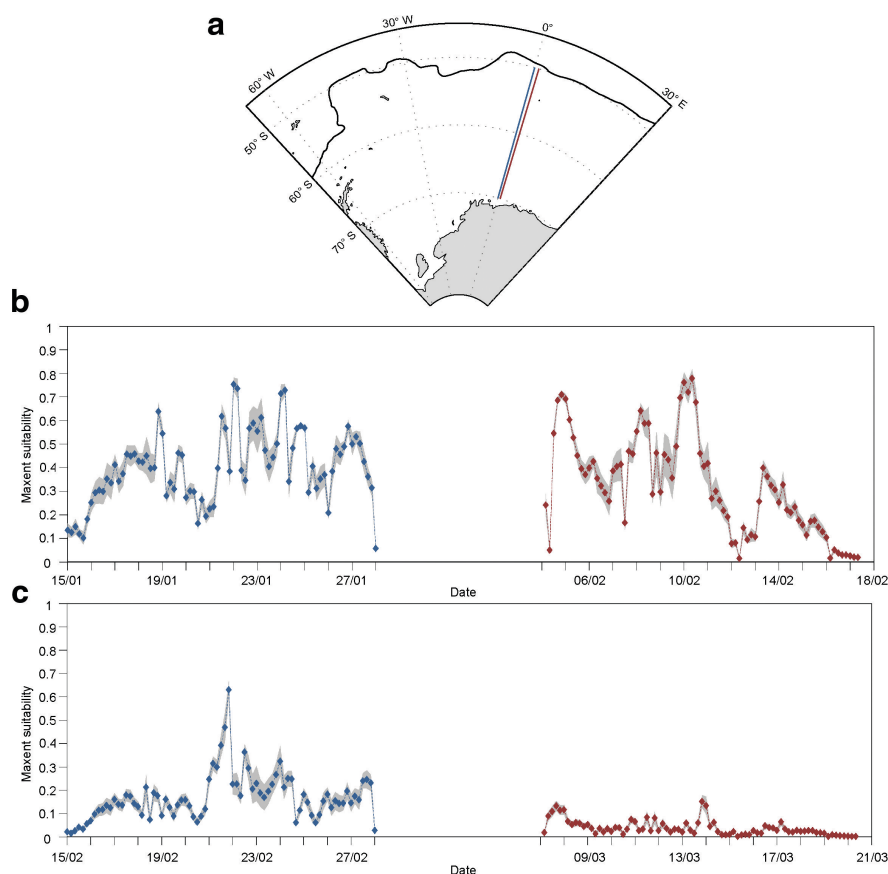 a
30° W
0°
60° W
30° E
50° S
60° S
70° S
b
1
0.9
0.8
0.7
0.6
0.5
0.4
0.3
0.2
0.1
0
Maxent suitability
15/01 19/01 23/01 27/01 06/02 10/02 14/02 18/02
Date
c
1
0.9
0.8
0.7
0.6
0.5
0.4
0.3
0.2
0.1
0
Maxent suitability
15/02 19/02 23/02 27/02 09/03 13/03 17/03 21/03
Date